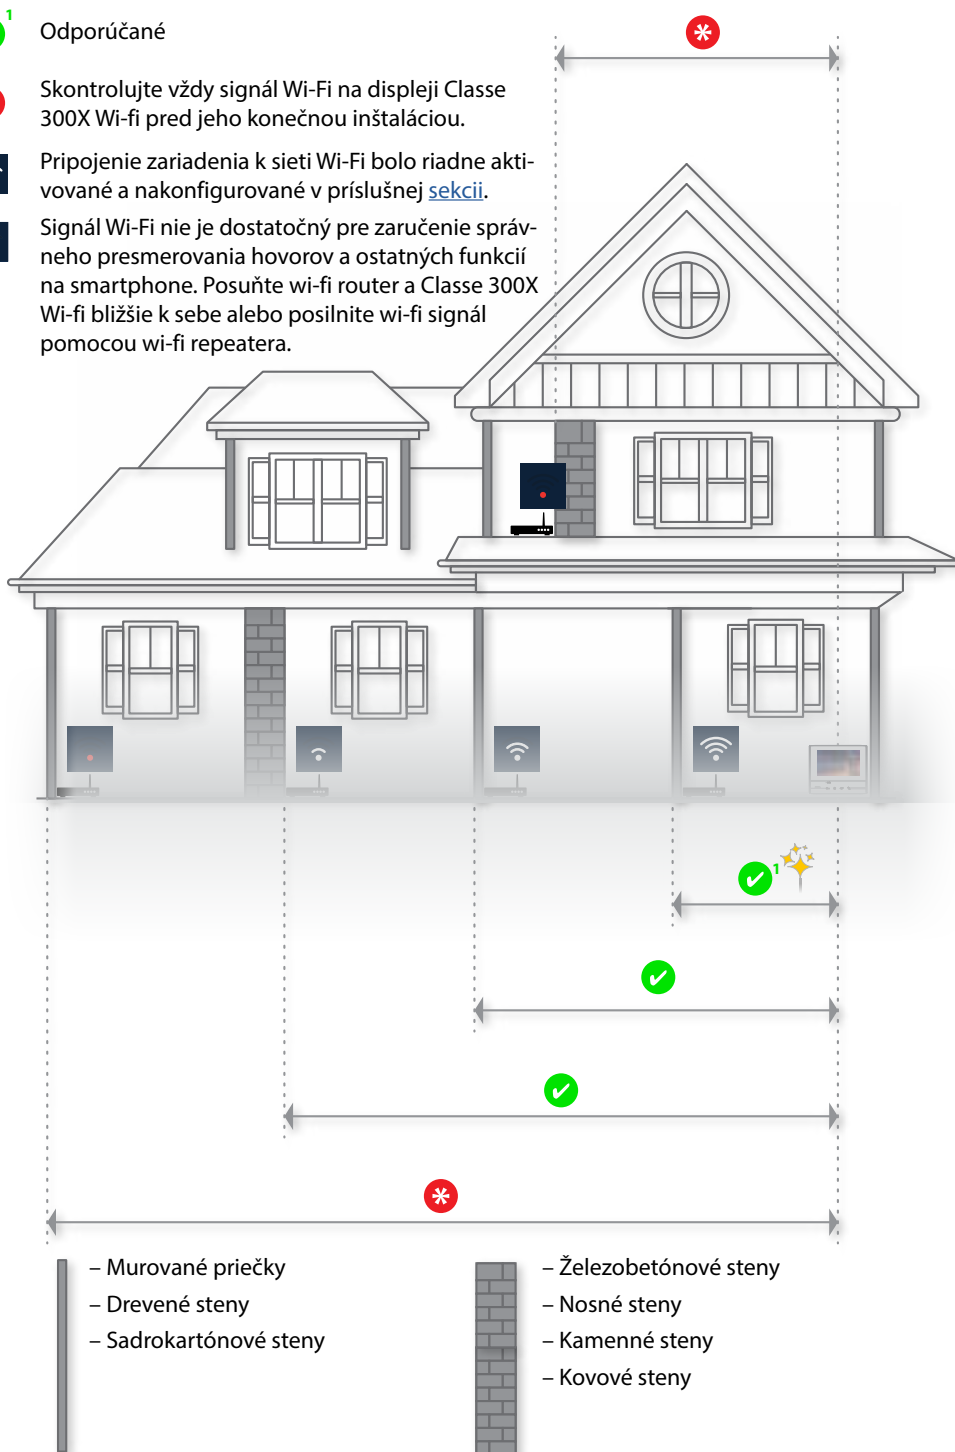 1
Odporúčané
Skontrolujte vždy signál Wi-Fi na displeji Classe
300X Wi-fi pred jeho konečnou inštaláciou.
Pripojenie zariadenia k sieti Wi-Fi bolo riadne akti-
vované a nakonfigurované v príslušnej sekcii.
Signál Wi-Fi nie je dostatočný pre zaručenie správ-
neho presmerovania hovorov a ostatných funkcií
na smartphone. Posuňte wi-fi router a Classe 300X
Wi-fi bližšie k sebe alebo posilnite wi-fi signál
pomocou wi-fi repeatera.
1
– Murované priečky
– Drevené steny
– Sadrokartónové steny
– Železobetónové steny
– Nosné steny
– Kamenné steny
– Kovové steny